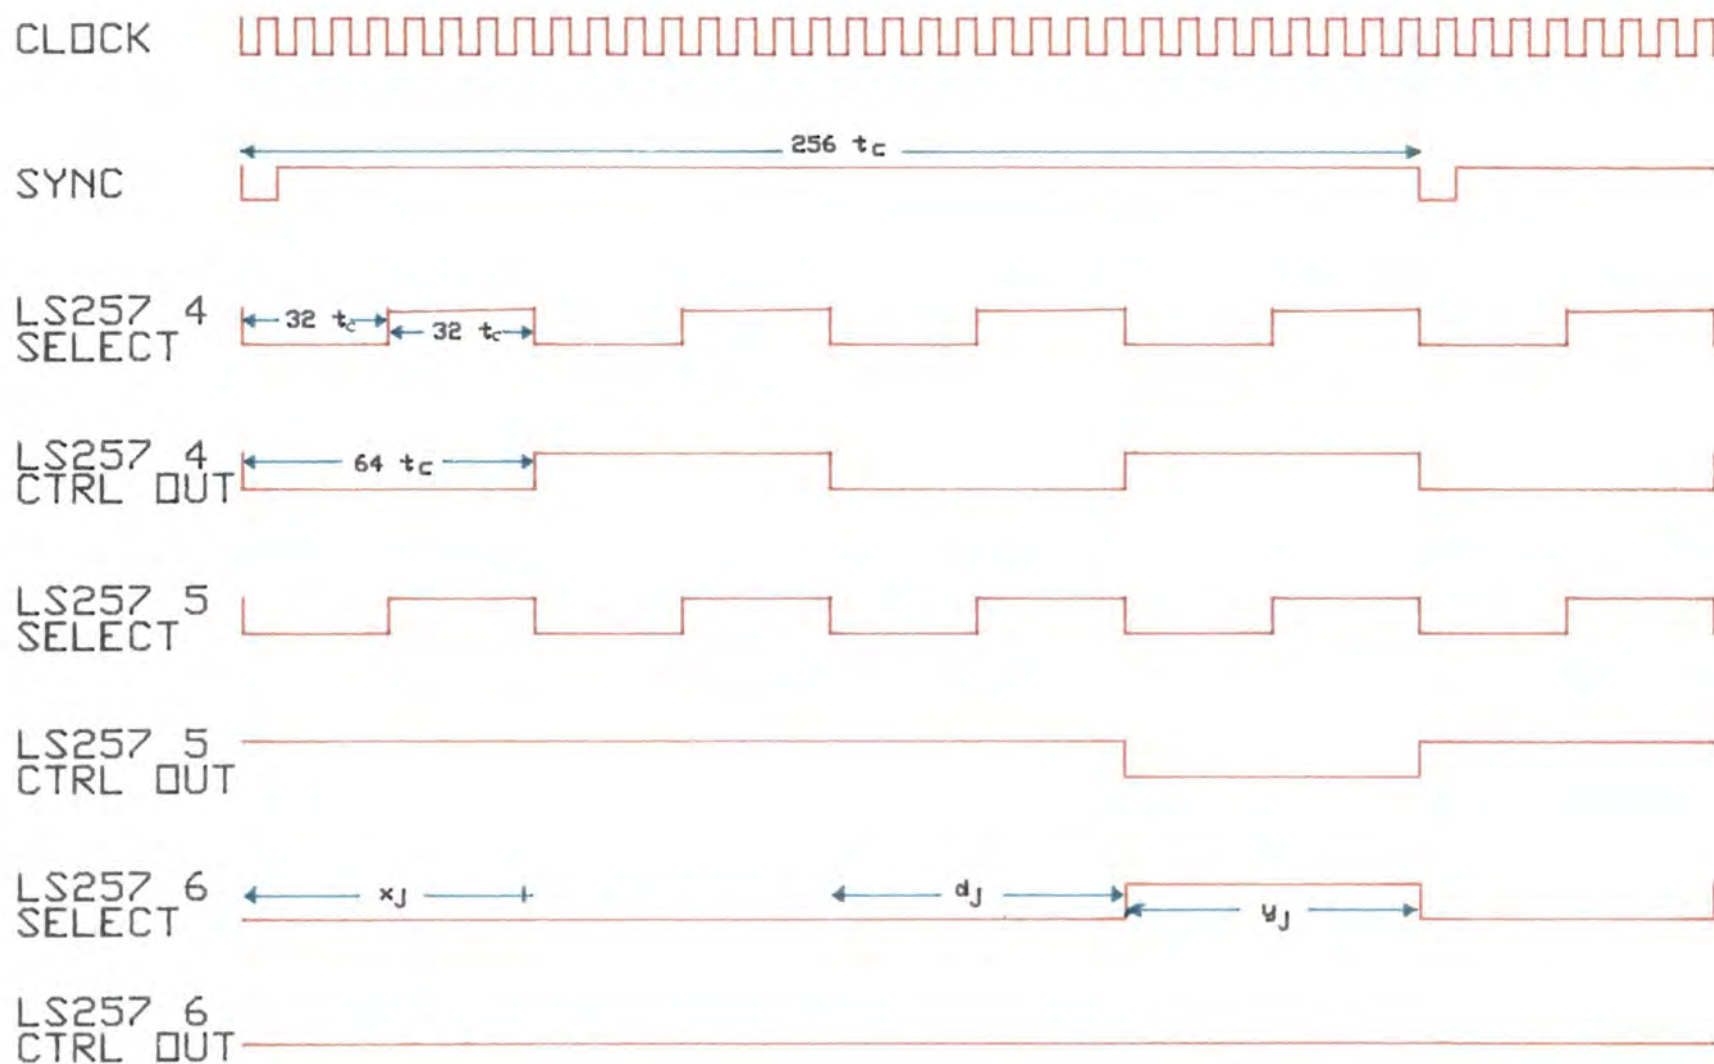 CLOCK
256 tc
SYNC
LS257 4
SELECT
32 tc
32 tc
LS257 4
CTRL OUT
64 tc
LS257 5
SELECT
LS257 5
CTRL OUT
LS257 6
SELECT
xJ
dJ
yJ
LS257 6
CTRL OUT